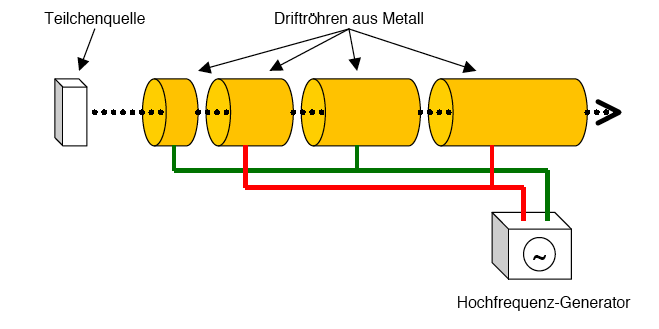 Teilchenquelle
Driftröhren aus Metall
~
Hochfrequenz-Generator